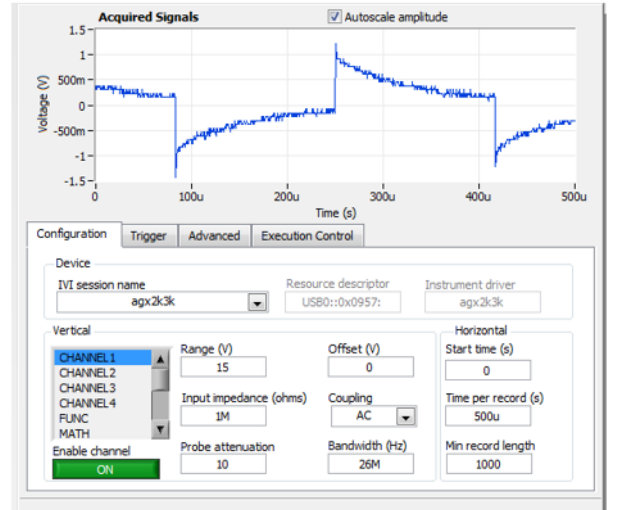 Acquired Signals
Autoscale amplitude
Voltage (V)
1.5
1
500m
0
-500m
-1
-1.5
0 100u 200u 300u 400u 500u
Time (s)
Configuration Trigger Advanced Execution Control
Device
IVI session name Resource descriptor Instrument driver
agx2k3k USB0::0x0957: agx2k3k
Vertical Horizontal
CHANNEL1
CHANNEL2
CHANNEL3
CHANNEL4
FUNC
MATH
Enable channel
ON
Range (V) Offset (V) Start time (s)
15 0 0
Input impedance (ohms) Coupling Time per record (s)
1M AC 500u
Probe attenuation Bandwidth (Hz) Min record length
10 26M 1000